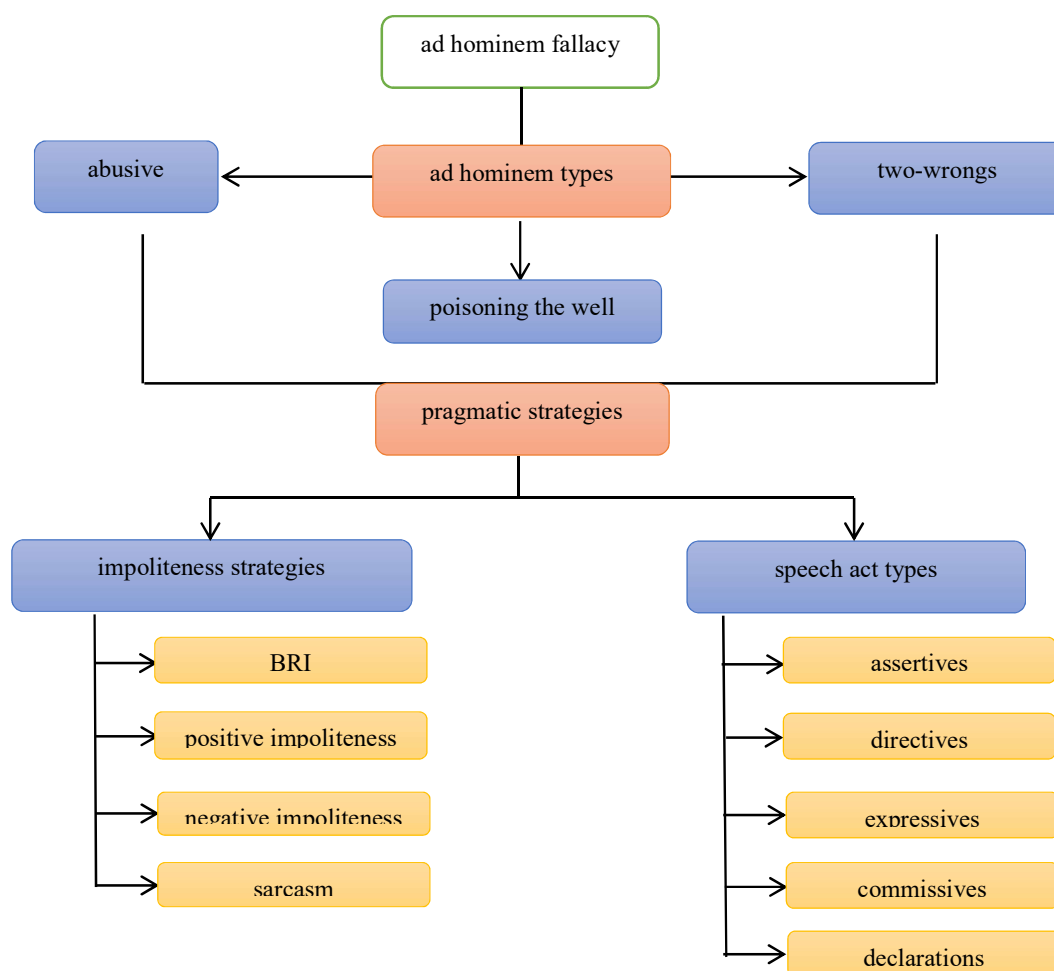 ad hominem fallacy
abusive
ad hominem types
two-wrongs
poisoning the well
pragmatic strategies
impoliteness strategies
speech act types
BRI
assertives
positive impoliteness
directives
negative impoliteness
expressives
sarcasm
commissives
declarations